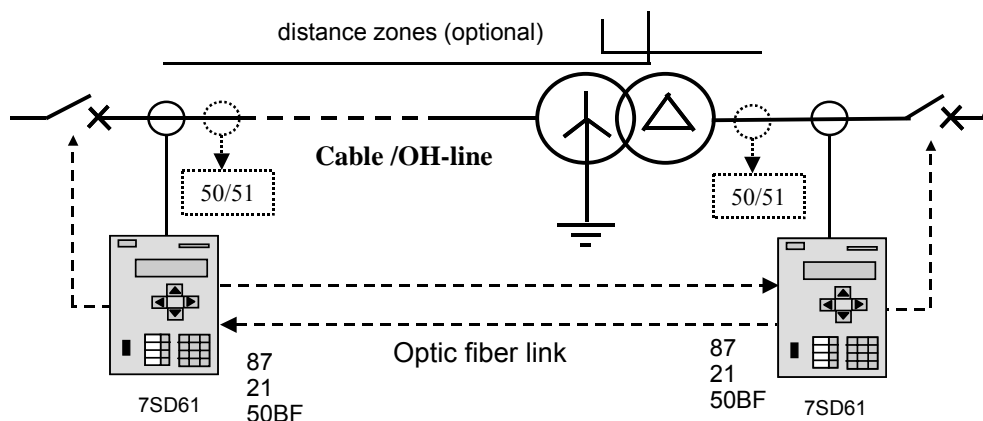 distance zones (optional)
Cable /OH-line
50/51
50/51
Optic fiber link
87
21
50BF
87
21
50BF
7SD61
7SD61